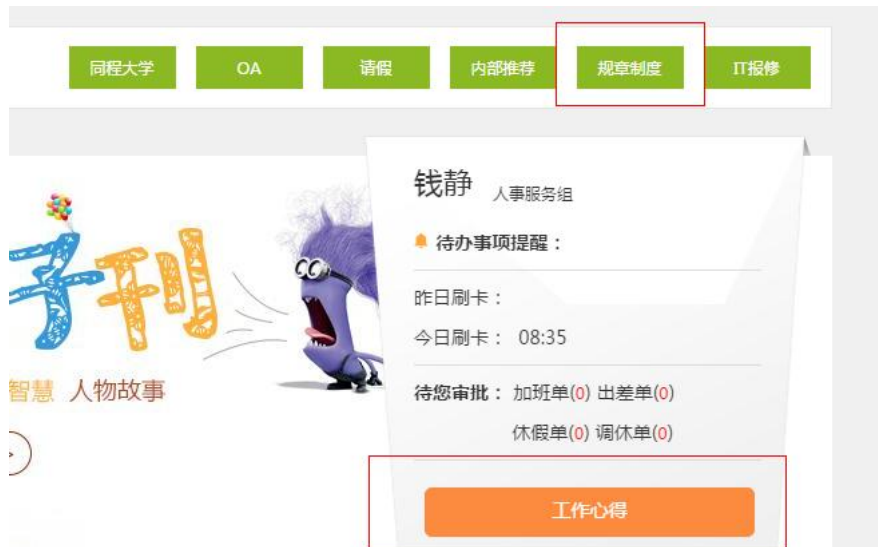 同程大学 OA 请假 内部推荐 规章制度 IT报修
钱静 人事服务组
待办事项提醒：
子刊
昨日刷卡：
今日刷卡： 08:35
智慧 人物故事
待您审批： 加班单(0) 出差单(0)
休假单(0) 调休单(0)
工作心得